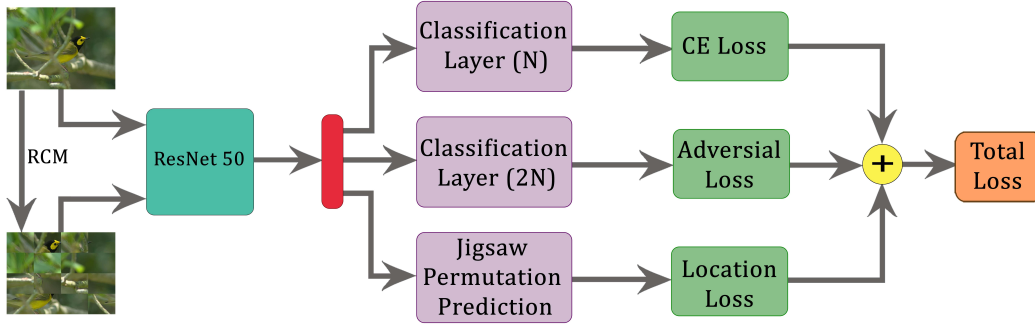 RCM
ResNet 50
Classification
Layer (N)
CE Loss
Classification
Layer (2N)
Adversial
Loss
Jigsaw
Permutation
Prediction
Location
Loss
+
Total
Loss